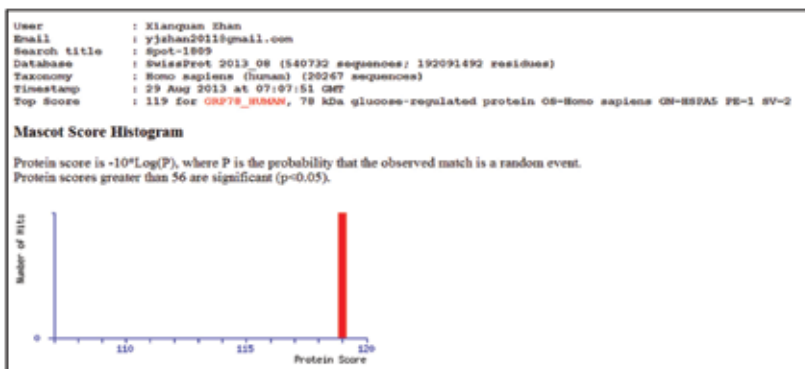 User : Xianquan Zhan
Email : yjzhan2011@gmail.com
Search title : Spot-1809
Database : SwissProt 2013_08 (540732 sequences; 192091492 residues)
Taxonomy : Homo sapiens (human) (20267 sequences)
Timestamp : 29 Aug 2013 at 07:07:51 GMT
Top Score : 119 for GRP78_HUMAN, 78 kDa glucose-regulated protein OS=Homo sapiens GN=HSPA5 PE=1 SV=2
Mascot Score Histogram
Protein score is -10*Log(P), where P is the probability that the observed match is a random event.
Protein scores greater than 56 are significant (p<0.05).
Number of Hits
0
110 115 120
Protein Score